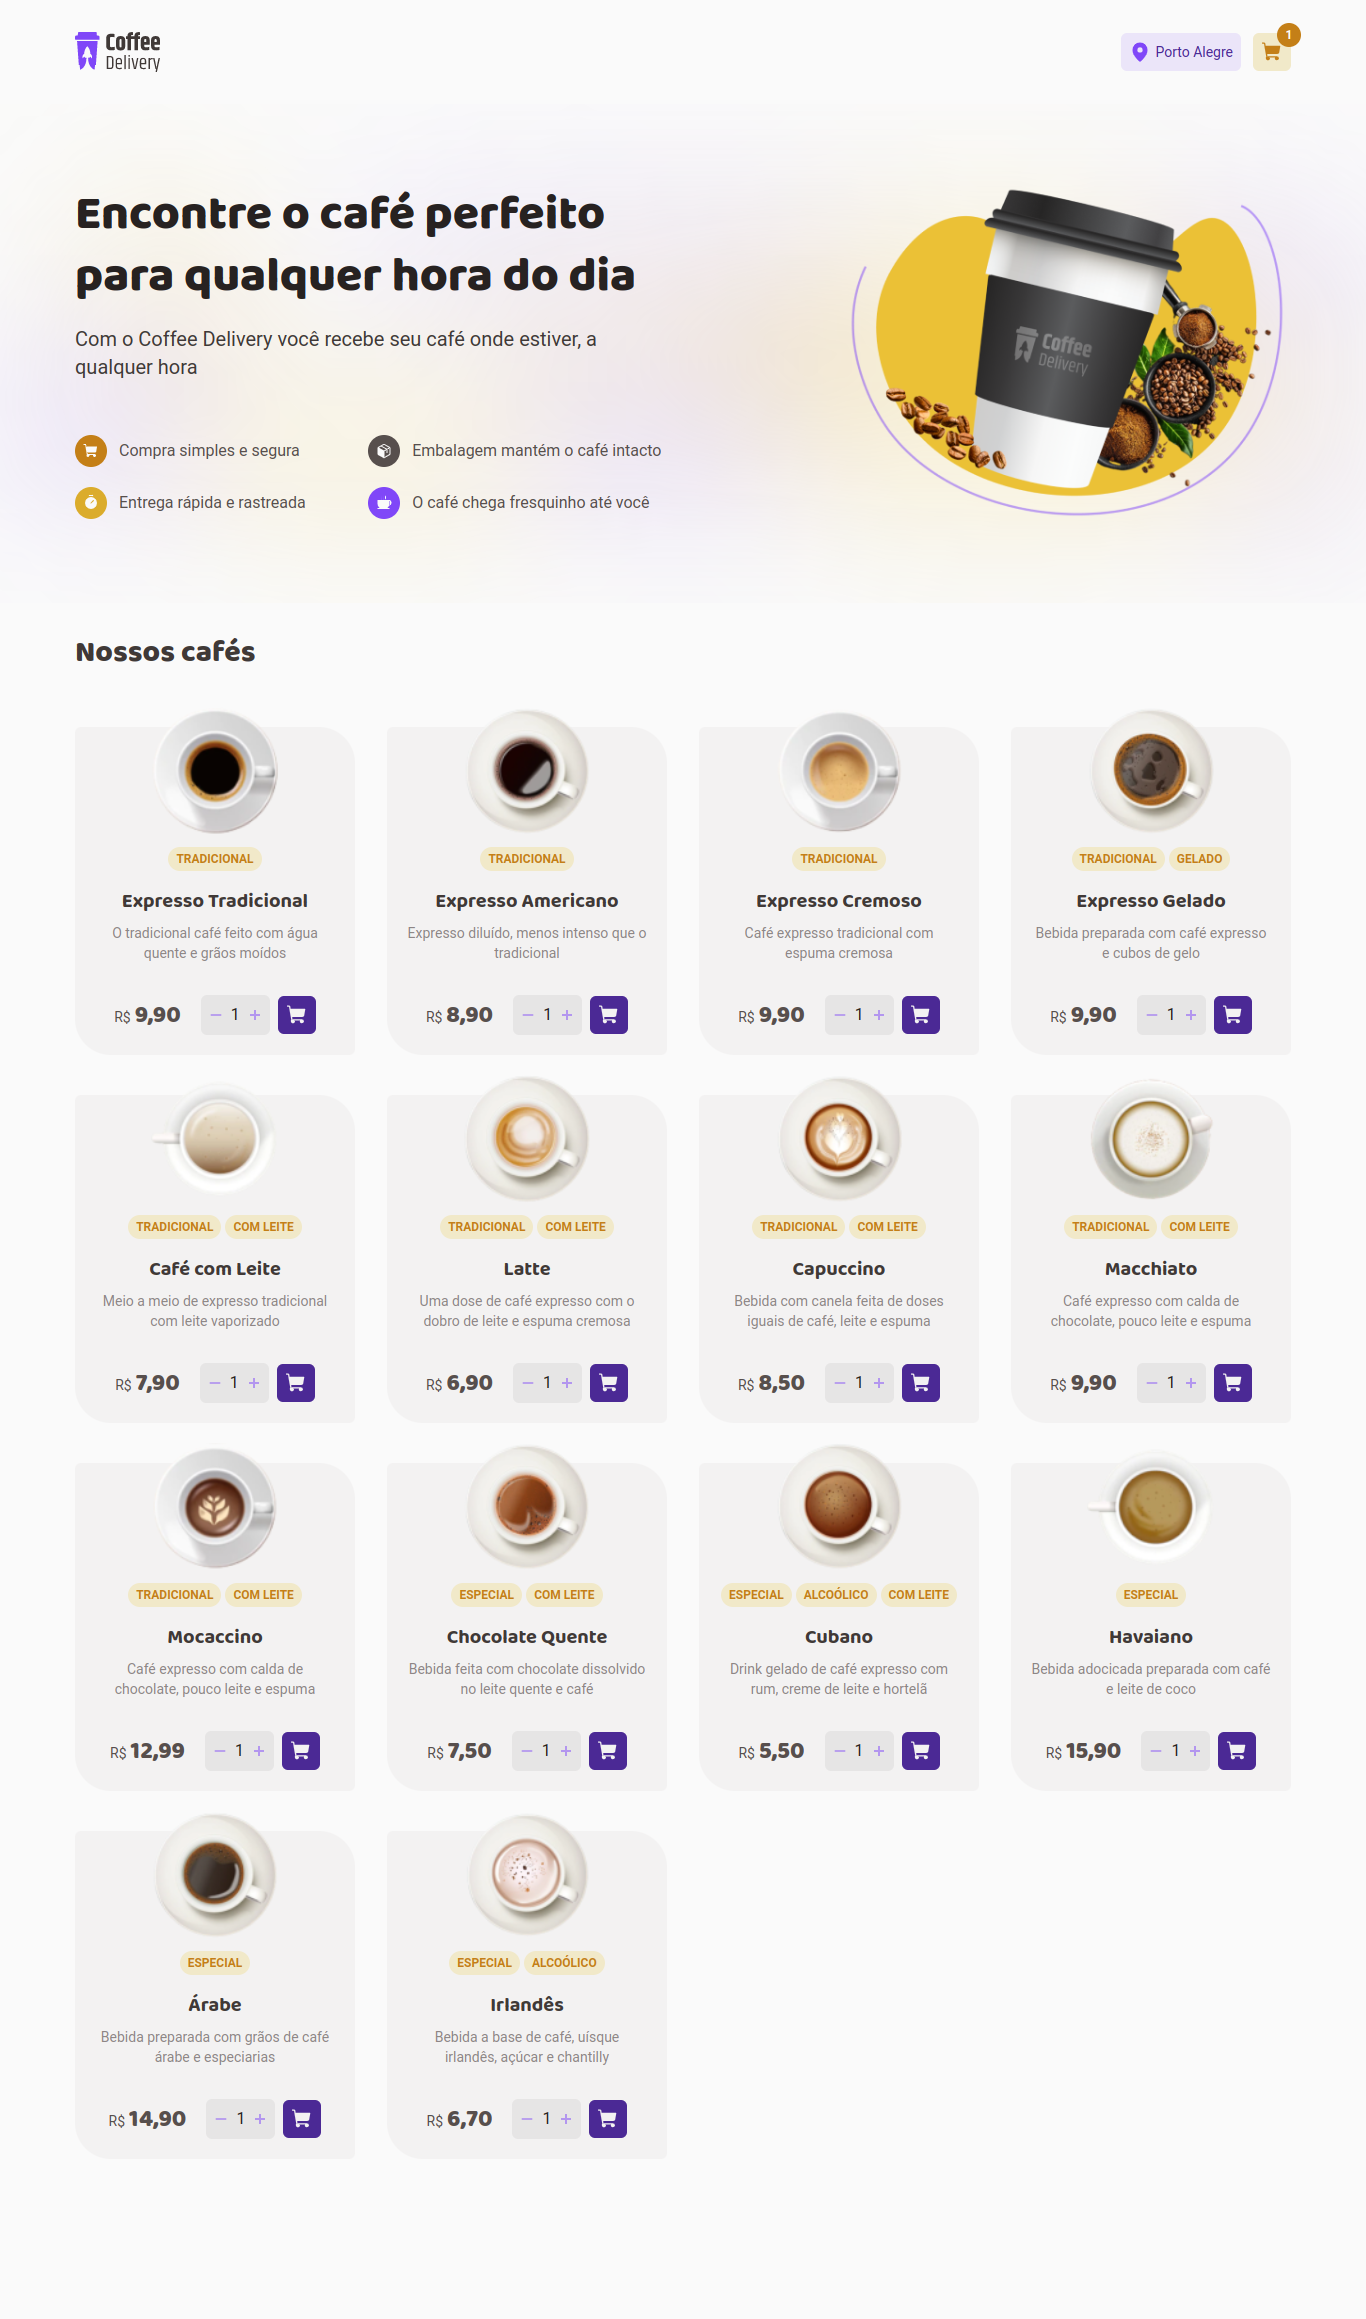 Coffee
Delivery
Porto Alegre
1
Encontre o café perfeito
para qualquer hora do dia
Com o Coffee Delivery você recebe seu café onde estiver, a
qualquer hora
Compra simples e segura
Embalagem mantém o café intacto
Entrega rápida e rastreada
O café chega fresquinho até você
Coffee
Delivery
Nossos cafés
TRADICIONAL
Expresso Tradicional
O tradicional café feito com água
quente e grãos moídos
R$ 9,90 − 1 +
TRADICIONAL
Expresso Americano
Expresso diluído, menos intenso que o
tradicional
R$ 8,90 − 1 +
TRADICIONAL
Expresso Cremoso
Café expresso tradicional com
espuma cremosa
R$ 9,90 − 1 +
TRADICIONAL GELADO
Expresso Gelado
Bebida preparada com café expresso
e cubos de gelo
R$ 9,90 − 1 +
TRADICIONAL COM LEITE
Café com Leite
Meio a meio de expresso tradicional
com leite vaporizado
R$ 7,90 − 1 +
TRADICIONAL COM LEITE
Latte
Uma dose de café expresso com o
dobro de leite e espuma cremosa
R$ 6,90 − 1 +
TRADICIONAL COM LEITE
Capuccino
Bebida com canela feita de doses
iguais de café, leite e espuma
R$ 8,50 − 1 +
TRADICIONAL COM LEITE
Macchiato
Café expresso com calda de
chocolate, pouco leite e espuma
R$ 9,90 − 1 +
TRADICIONAL COM LEITE
Mocaccino
Café expresso com calda de
chocolate, pouco leite e espuma
R$ 12,99 − 1 +
ESPECIAL COM LEITE
Chocolate Quente
Bebida feita com chocolate dissolvido
no leite quente e café
R$ 7,50 − 1 +
ESPECIAL ALCOÓLICO COM LEITE
Cubano
Drink gelado de café expresso com
rum, creme de leite e hortelã
R$ 5,50 − 1 +
ESPECIAL
Havaiano
Bebida adocicada preparada com café
e leite de coco
R$ 15,90 − 1 +
ESPECIAL
Árabe
Bebida preparada com grãos de café
árabe e especiarias
R$ 14,90 − 1 +
ESPECIAL ALCOÓLICO
Irlandês
Bebida a base de café, uísque
irlandês, açúcar e chantilly
R$ 6,70 − 1 +